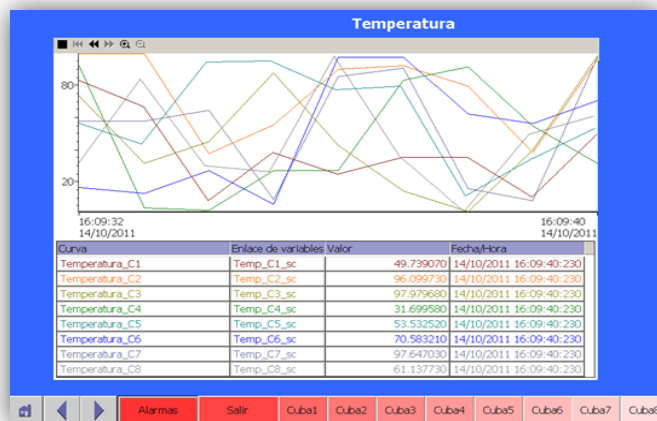 Temperatura
80
20
16:09:32 16:09:40
14/10/2011 14/10/2011
Curva Enlace de variables Valor Fecha/Hora
Temperatura_C1 Temp_C1_sc 49.739070 14/10/2011 16:09:40:230
Temperatura_C2 Temp_C2_sc 96.099730 14/10/2011 16:09:40:230
Temperatura_C3 Temp_C3_sc 97.979680 14/10/2011 16:09:40:230
Temperatura_C4 Temp_C4_sc 31.699580 14/10/2011 16:09:40:230
Temperatura_C5 Temp_C5_sc 53.532520 14/10/2011 16:09:40:230
Temperatura_C6 Temp_C6_sc 70.583210 14/10/2011 16:09:40:230
Temperatura_C7 Temp_C7_sc 97.647030 14/10/2011 16:09:40:230
Temperatura_C8 Temp_C8_sc 61.137730 14/10/2011 16:09:40:230
Alarmas Salir Cuba1 Cuba2 Cuba3 Cuba4 Cuba5 Cuba6 Cuba7 Cuba8